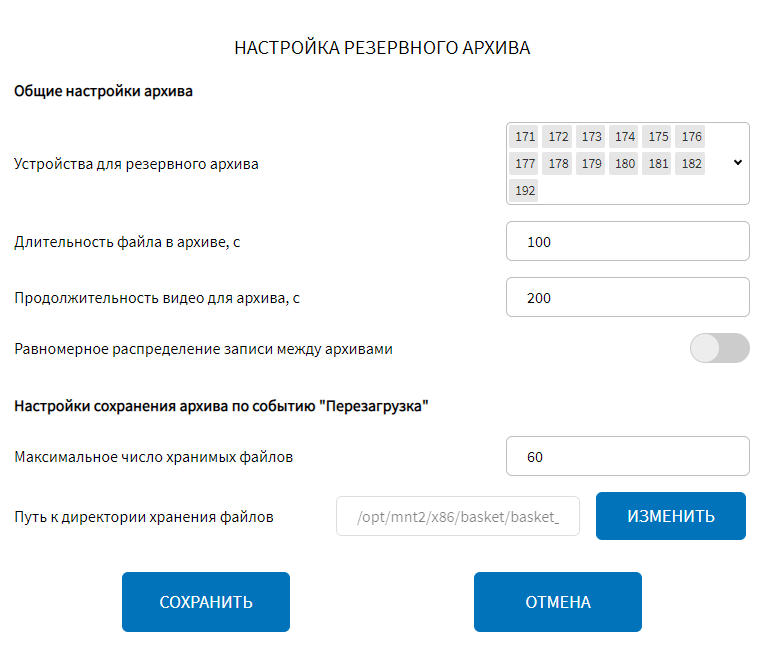 НАСТРОЙКА РЕЗЕРВНОГО АРХИВА
Общие настройки архива
Устройства для резервного архива
171 172 173 174 175 176
177 178 179 180 181 182
192
Длительность файла в архиве, с
100
Продолжительность видео для архива, с
200
Равномерное распределение записи между архивами
Настройки сохранения архива по событию "Перезагрузка"
Максимальное число хранимых файлов
60
Путь к директории хранения файлов
/opt/mnt2/x86/basket/basket_
ИЗМЕНИТЬ
СОХРАНИТЬ
ОТМЕНА